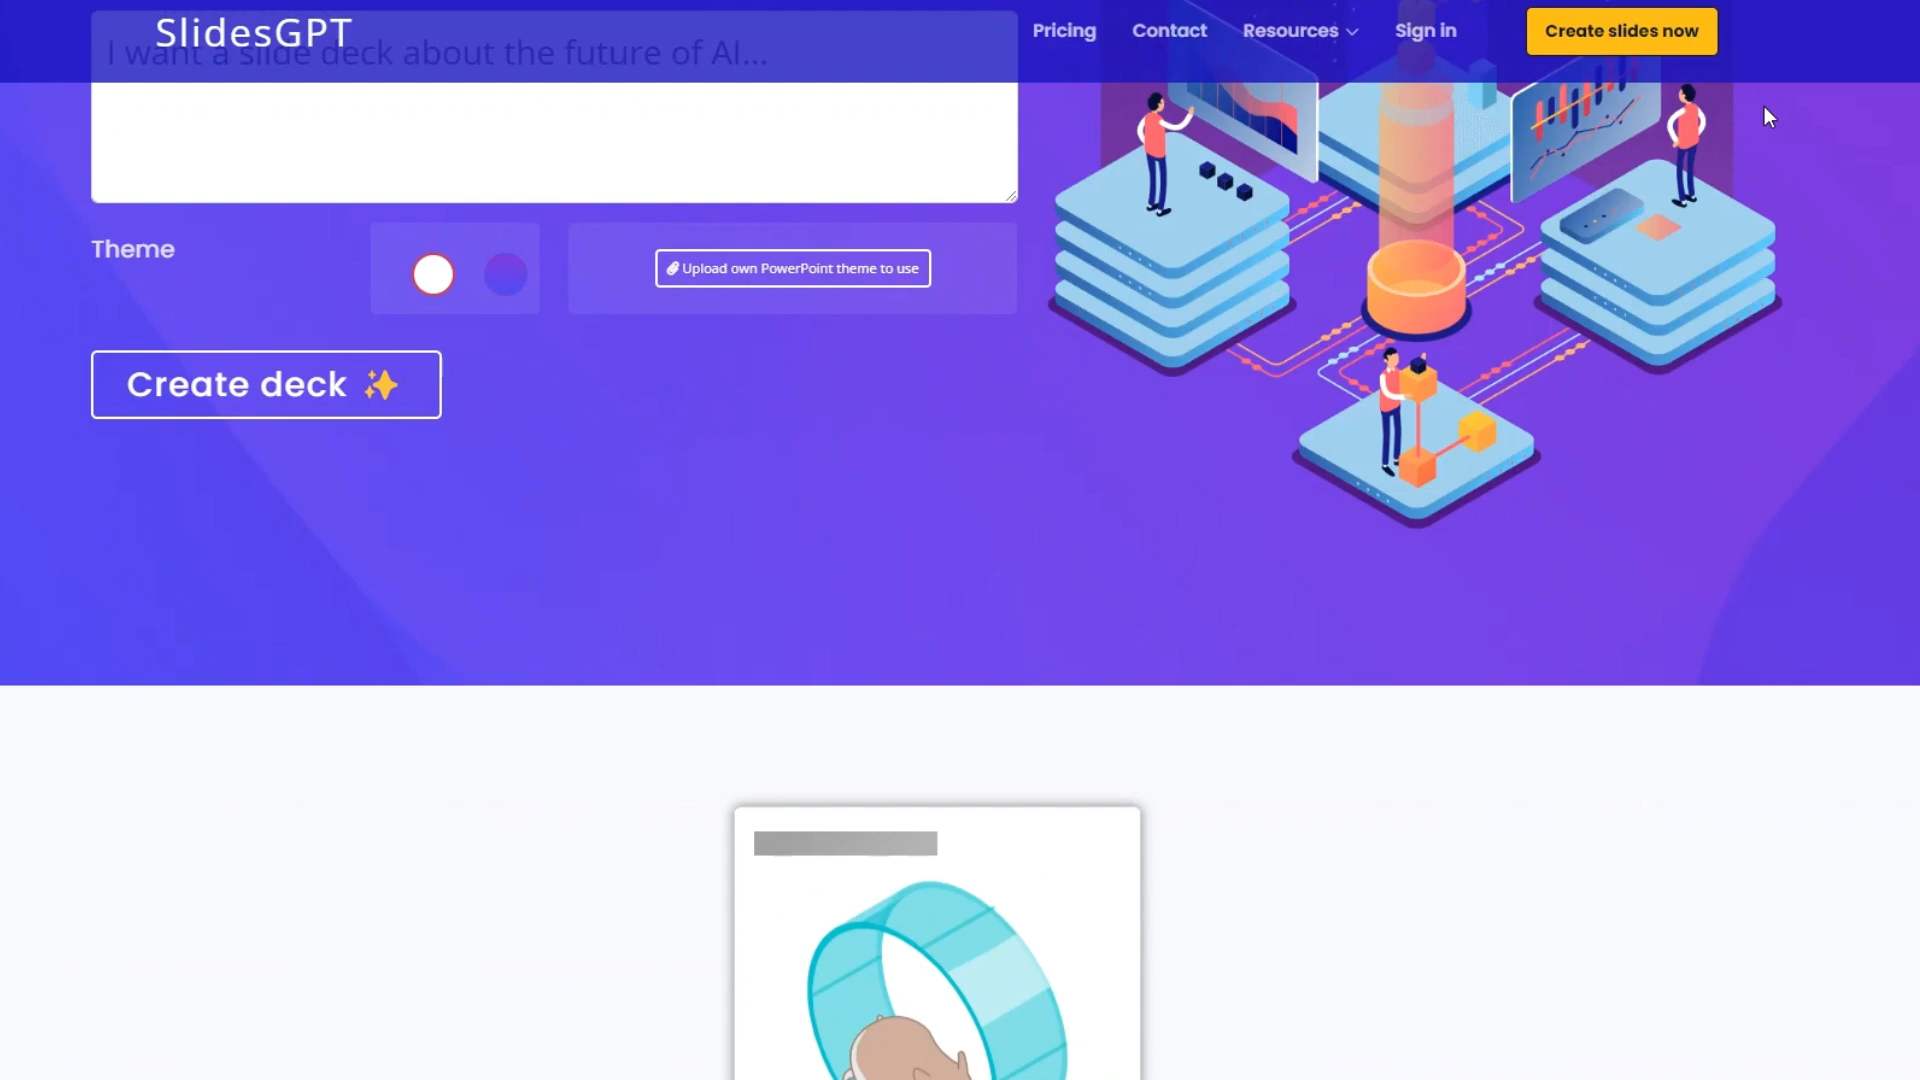 SlidesGPT
Pricing
Contact
Resources
Sign in
Create slides now
I want a slide deck about the future of AI...
Theme
Upload own PowerPoint theme to use
Create deck